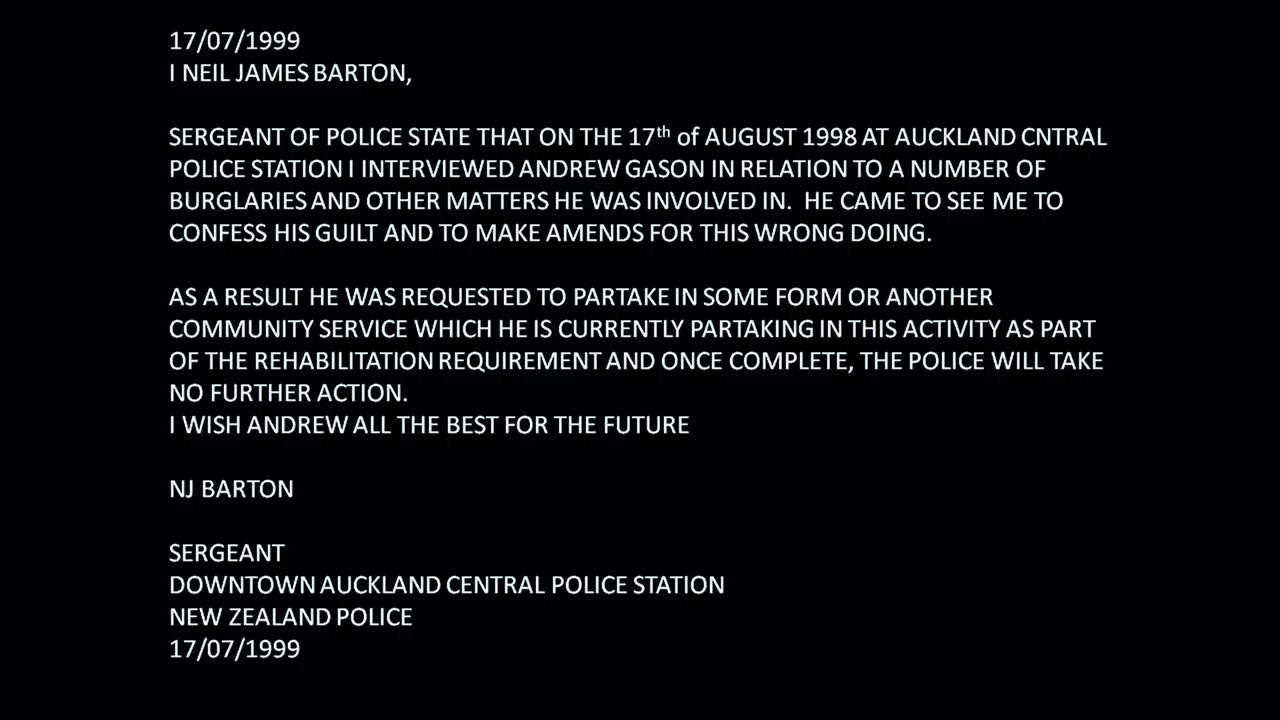 17/07/1999
I NEIL JAMES BARTON,
SERGEANT OF POLICE STATE THAT ON THE 17th of AUGUST 1998 AT AUCKLAND CNTRAL
POLICE STATION I INTERVIEWED ANDREW GASON IN RELATION TO A NUMBER OF
BURGLARIES AND OTHER MATTERS HE WAS INVOLVED IN.  HE CAME TO SEE ME TO
CONFESS HIS GUILT AND TO MAKE AMENDS FOR THIS WRONG DOING.
AS A RESULT HE WAS REQUESTED TO PARTAKE IN SOME FORM OR ANOTHER
COMMUNITY SERVICE WHICH HE IS CURRENTLY PARTAKING IN THIS ACTIVITY AS PART
OF THE REHABILITATION REQUIREMENT AND ONCE COMPLETE, THE POLICE WILL TAKE
NO FURTHER ACTION.
I WISH ANDREW ALL THE BEST FOR THE FUTURE
NJ BARTON
SERGEANT
DOWNTOWN AUCKLAND CENTRAL POLICE STATION
NEW ZEALAND POLICE
17/07/1999